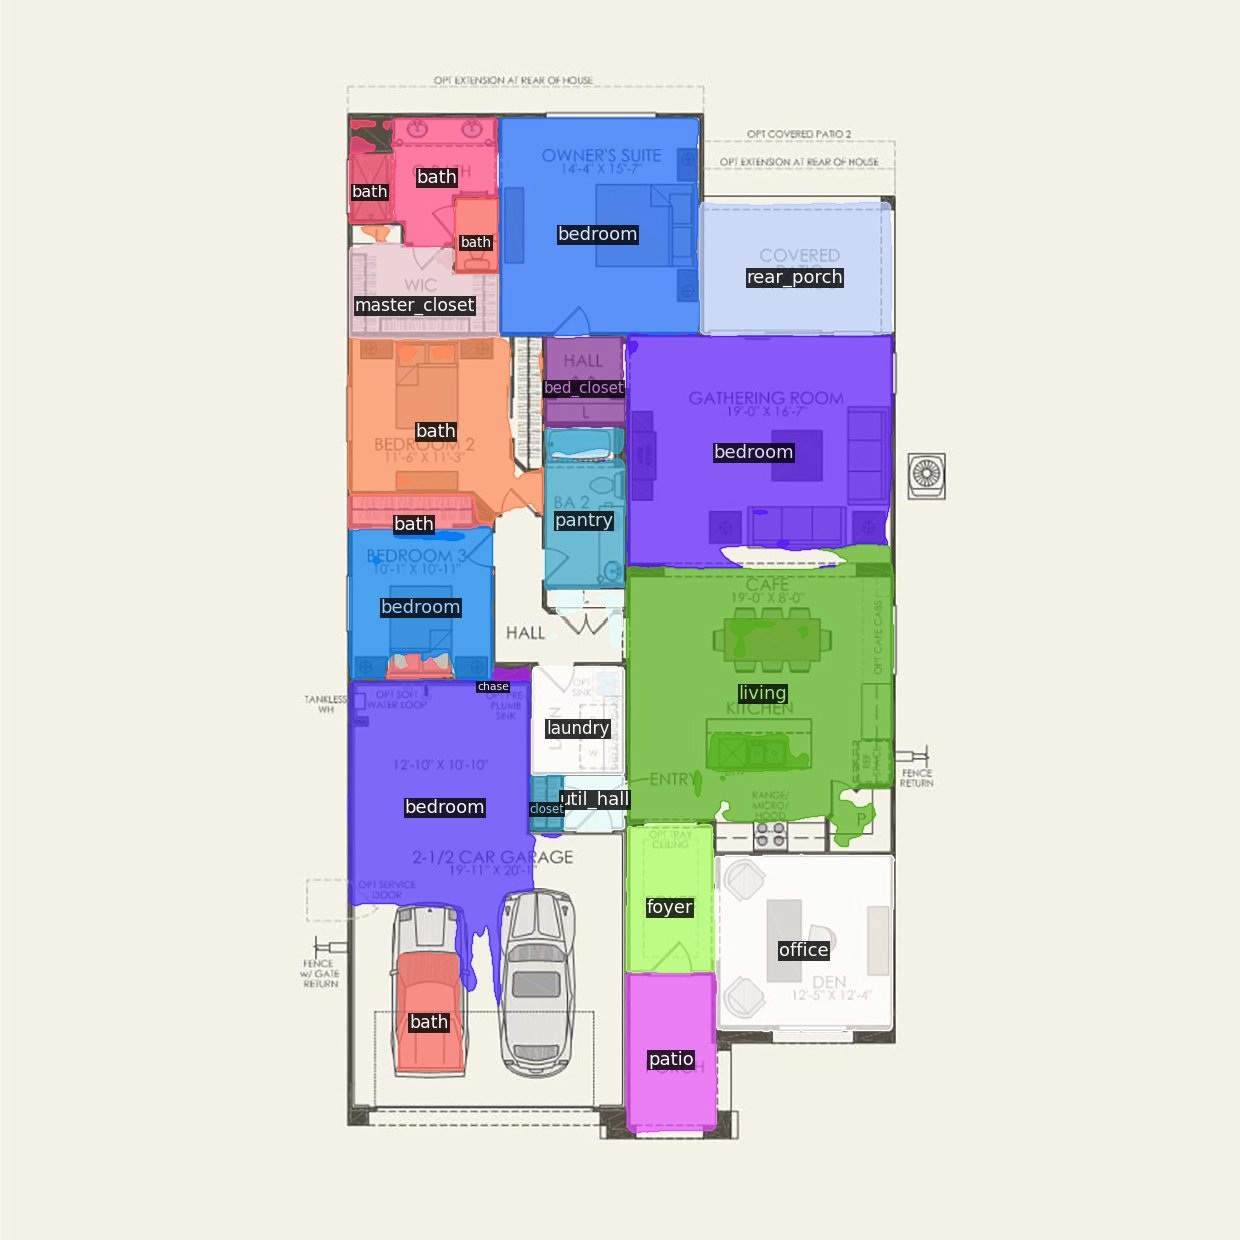 OPT EXTENSION AT REAR OF HOUSE
OPT COVERED PATIO 2
OPT EXTENSION AT REAR OF HOUSE
OWNER'S SUITE
14'-4" X 15'-7"
bath
bath
bath
bedroom
COVERED
rear_porch
WIC
master_closet
HALL
bed_closet
L
GATHERING ROOM
19'-0" X 16'-7"
bedroom
bath
BEDROOM 2
11'-6" X 11'-3"
BA 2
pantry
bath
BEDROOM 3
10'-1" X 10'-11"
bedroom
CAFE
19'-0" X 8'-0"
OPT CAFE CABS
HALL
chase
TANKLESS
WH
OPT SOFT
WATER LOOP
OPT PRE-
PLUMB
SINK
OPT
SINK
laundry
W
living
KITCHEN
REF
SPACE
FENCE
RETURN
12'-10" X 10'-10"
bedroom
closet
util_hall
ENTRY
RANGE/
MICRO/
HOOD
P
2-1/2 CAR GARAGE
OPT TRAY
CEILING
OPT SERVICE
DOOR
foyer
office
DEN
12'-5" X 12'-4"
FENCE
w/ GATE
RETURN
bath
patio